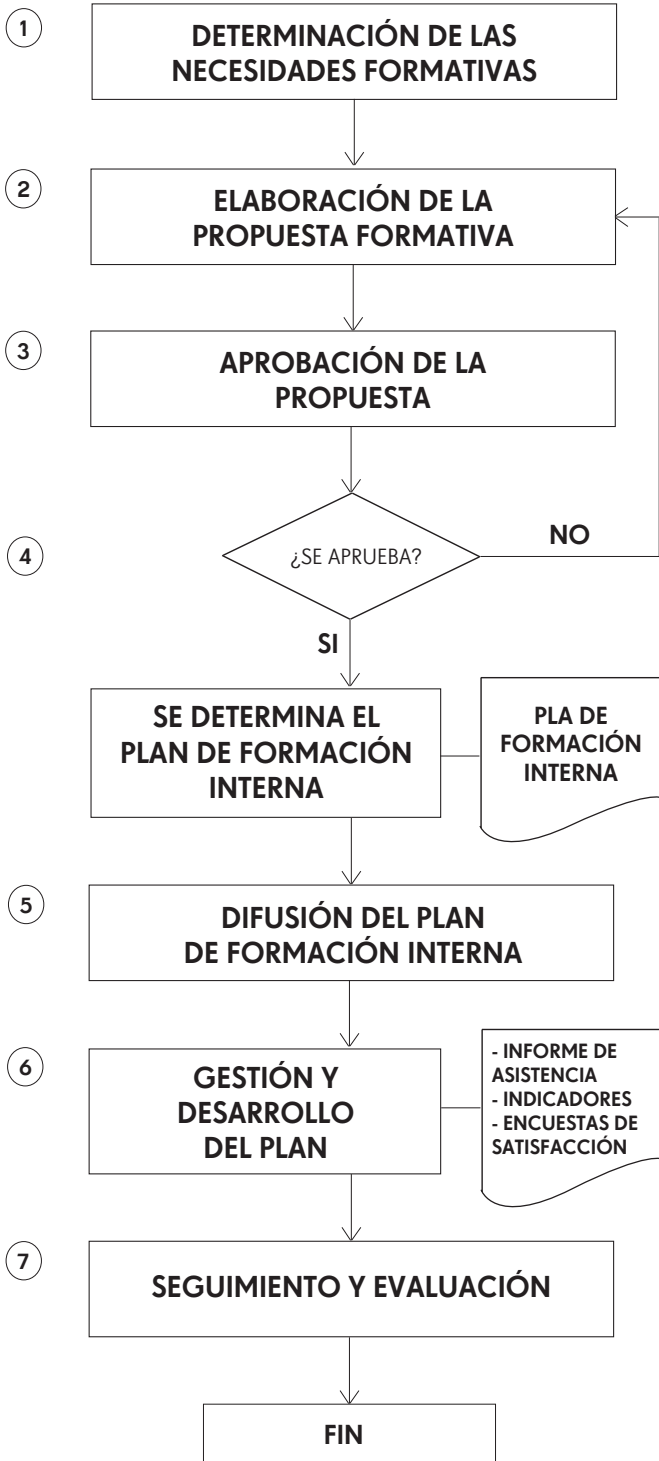 1
DETERMINACIÓN DE LAS
NECESIDADES FORMATIVAS
2
ELABORACIÓN DE LA
PROPUESTA FORMATIVA
3
APROBACIÓN DE LA
PROPUESTA
4
¿SE APRUEBA?
NO
SI
SE DETERMINA EL
PLAN DE FORMACIÓN
INTERNA
PLA DE
FORMACIÓN
INTERNA
5
DIFUSIÓN DEL PLAN
DE FORMACIÓN INTERNA
6
GESTIÓN Y
DESARROLLO
DEL PLAN
- INFORME DE
ASISTENCIA
- INDICADORES
- ENCUESTAS DE
SATISFACCIÓN
7
SEGUIMIENTO Y EVALUACIÓN
FIN